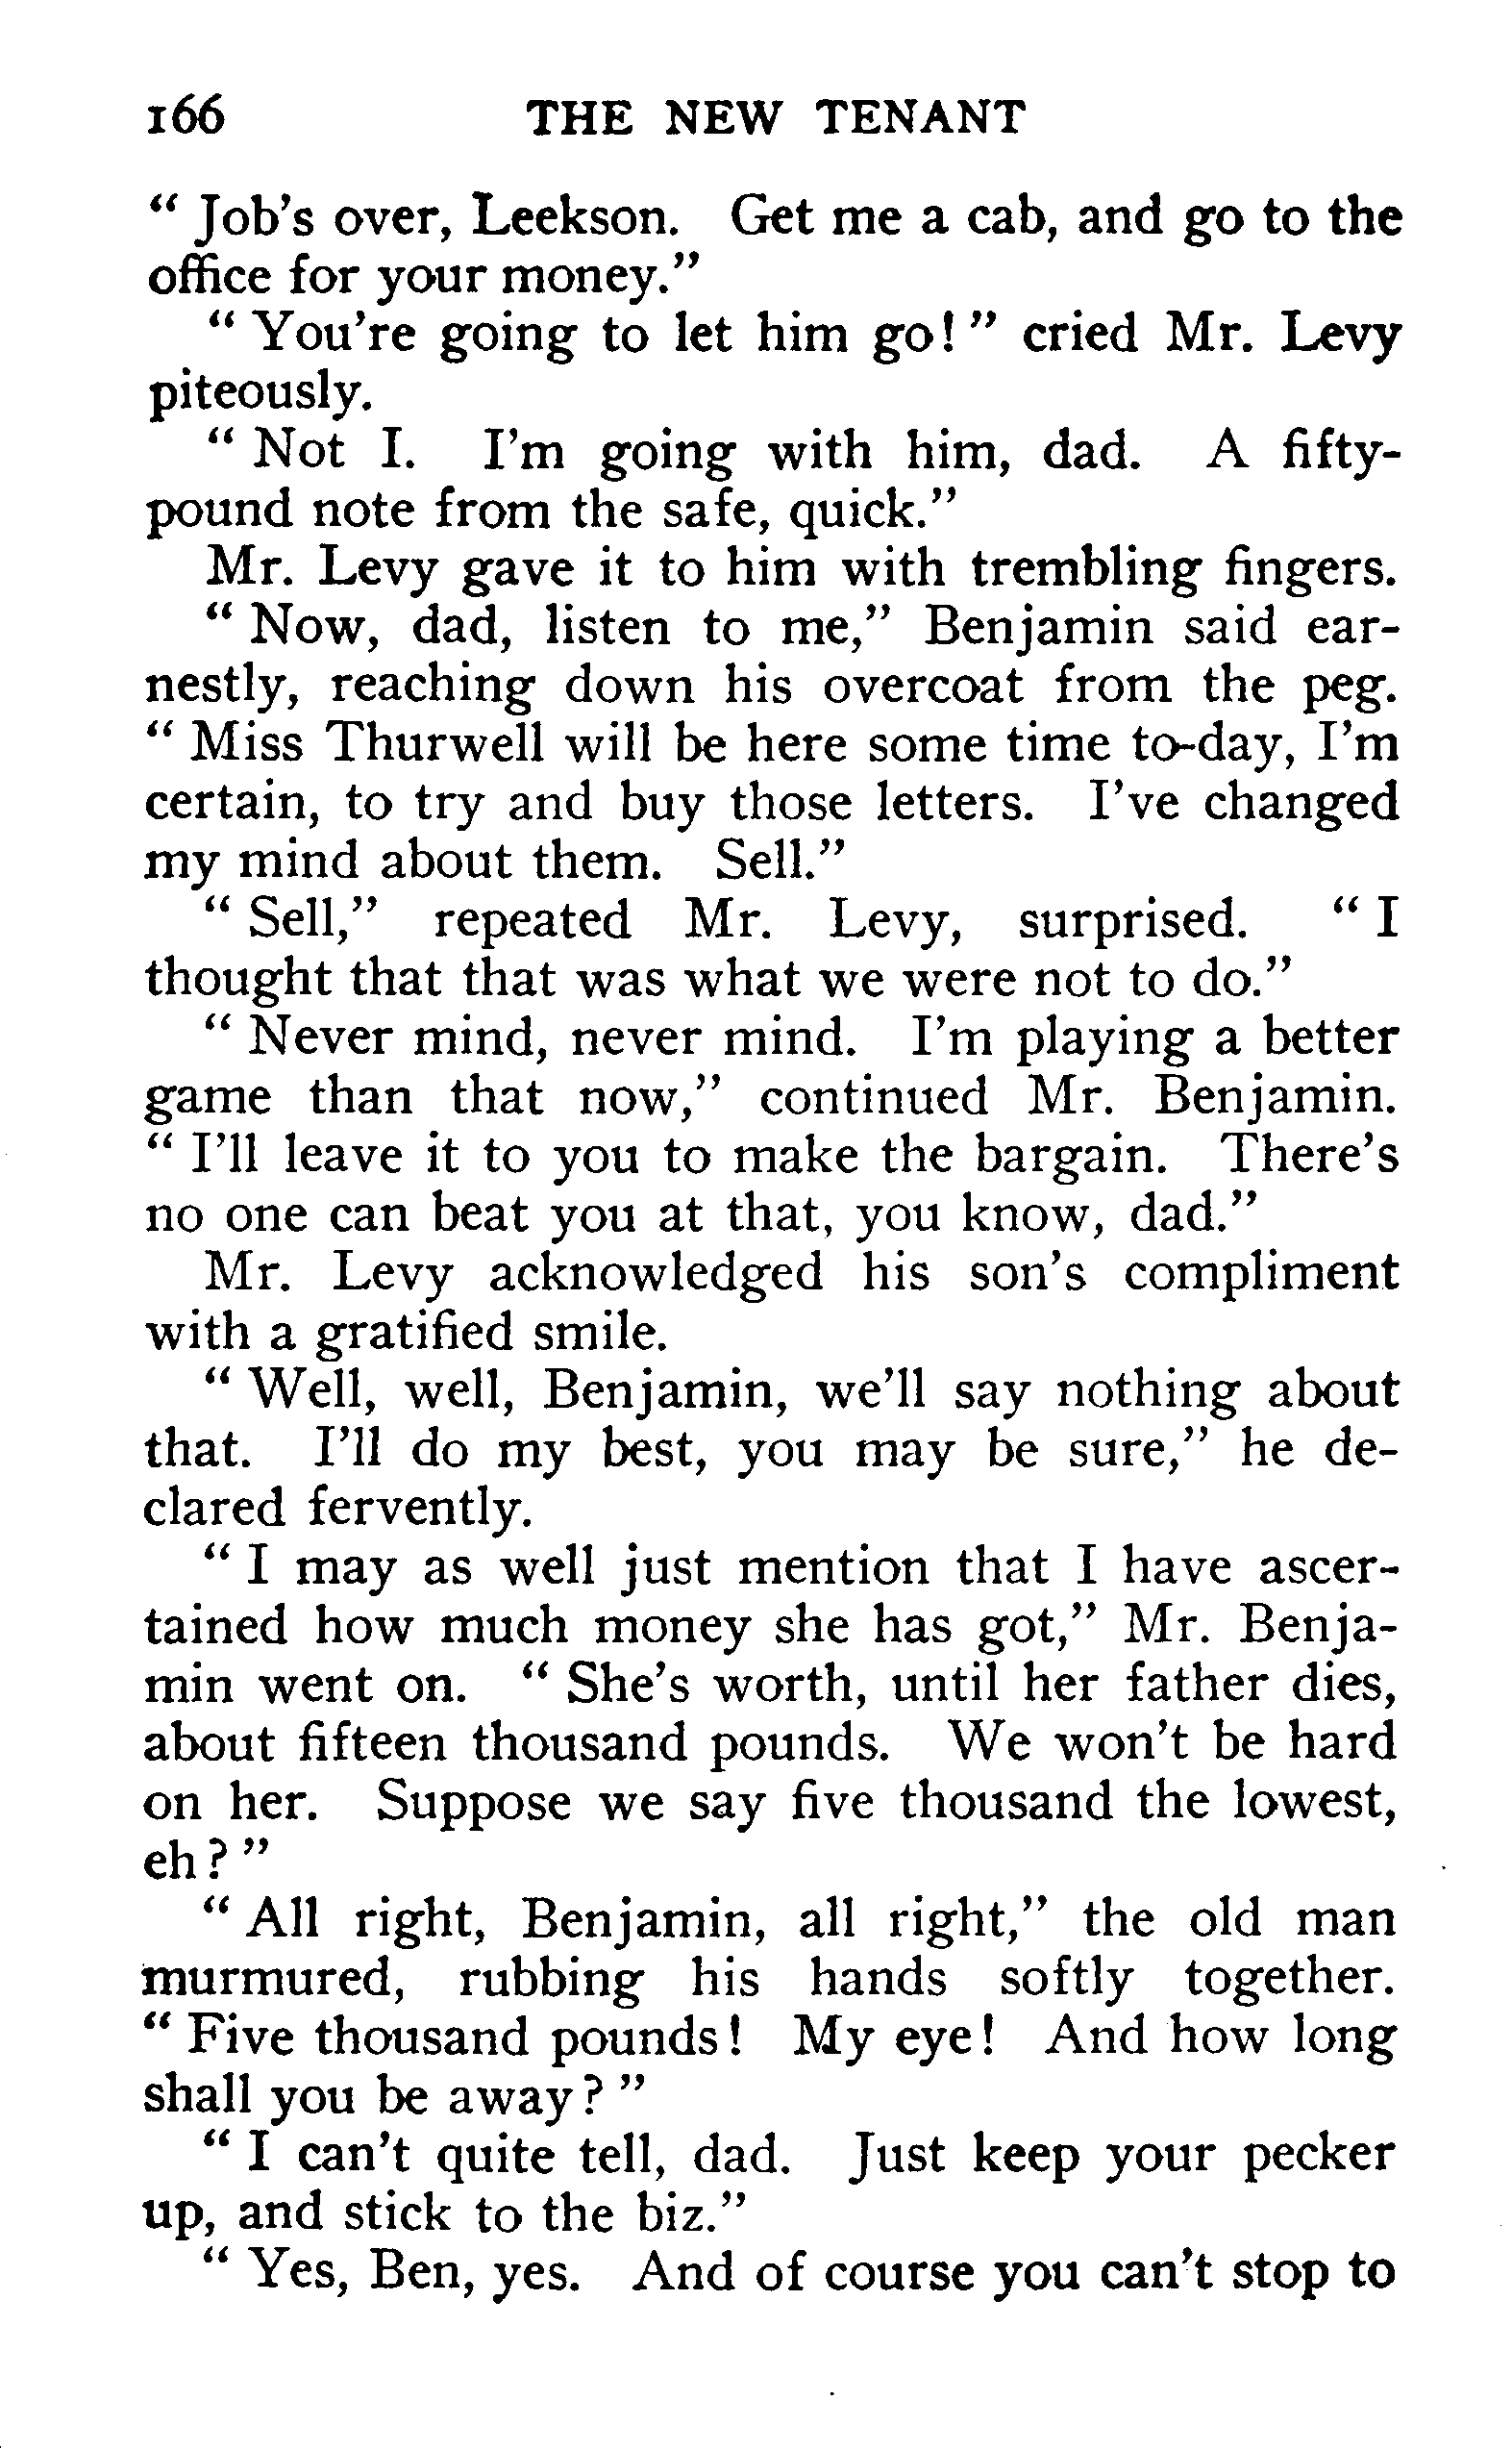 166 THE NEW TENANT
“ Job's over, Leekson. Get me a cab, and go to the
office for your money.”
“ You're going to let him go! ” cried Mr. Levy
piteously.
“ Not I. I'm going with him, dad. A fifty-
pound note from the safe, quick.”
Mr. Levy gave it to him with trembling fingers.
“ Now, dad, listen to me,” Benjamin said ear-
nestly, reaching down his overcoat from the peg.
“ Miss Thurwell will be here some time to-day, I'm
certain, to try and buy those letters. I've changed
my mind about them. Sell.”
“ Sell,” repeated Mr. Levy, surprised. “ I
thought that that was what we were not to do.”
“ Never mind, never mind. I'm playing a better
game than that now,” continued Mr. Benjamin.
“ I'll leave it to you to make the bargain. There's
no one can beat you at that, you know, dad.”
Mr. Levy acknowledged his son's compliment
with a gratified smile.
“ Well, well, Benjamin, we'll say nothing about
that. I'll do my best, you may be sure,” he de-
clared fervently.
“ I may as well just mention that I have ascer-
tained how much money she has got,” Mr. Benja-
min went on. “ She's worth, until her father dies,
about fifteen thousand pounds. We won't be hard
on her. Suppose we say five thousand the lowest,
eh? ”
“ All right, Benjamin, all right,” the old man
murmured, rubbing his hands softly together.
“ Five thousand pounds! My eye! And how long
shall you be away? ”
“ I can't quite tell, dad. Just keep your pecker
up, and stick to the biz.”
“ Yes, Ben, yes. And of course you can't stop to